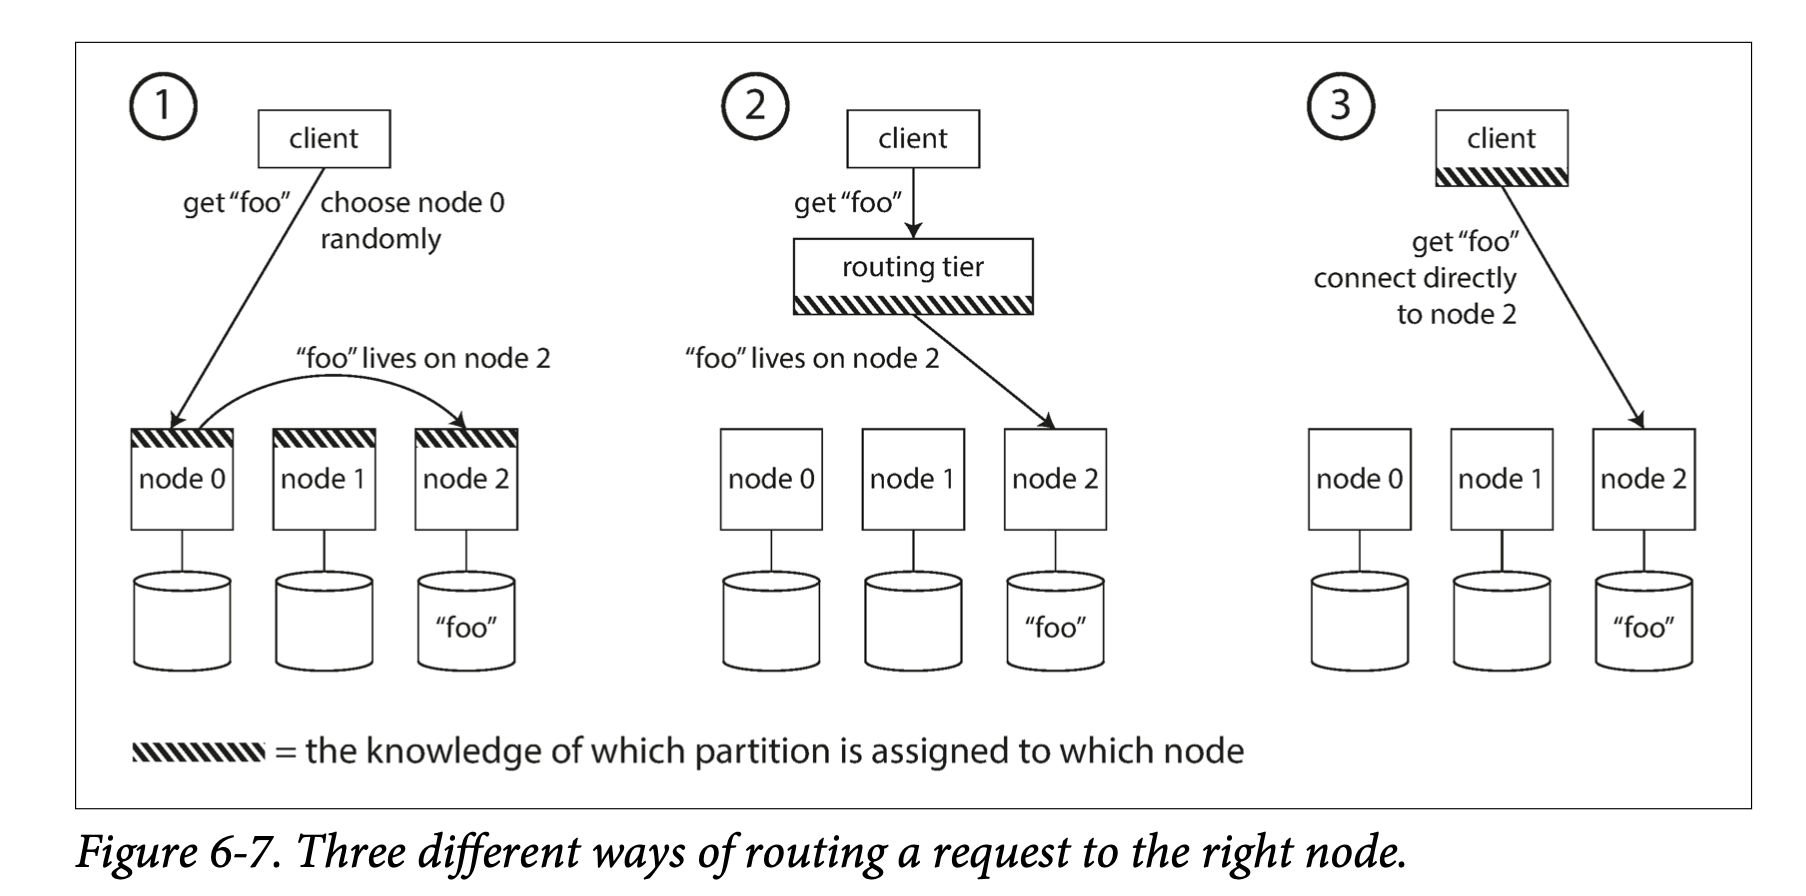 1
client
get “foo”
choose node 0
randomly
“foo” lives on node 2
node 0
node 1
node 2
“foo”
2
client
get “foo”
routing tier
“foo” lives on node 2
node 0
node 1
node 2
“foo”
3
client
get “foo”
connect directly
to node 2
node 0
node 1
node 2
“foo”
= the knowledge of which partition is assigned to which node
Figure 6-7. Three different ways of routing a request to the right node.